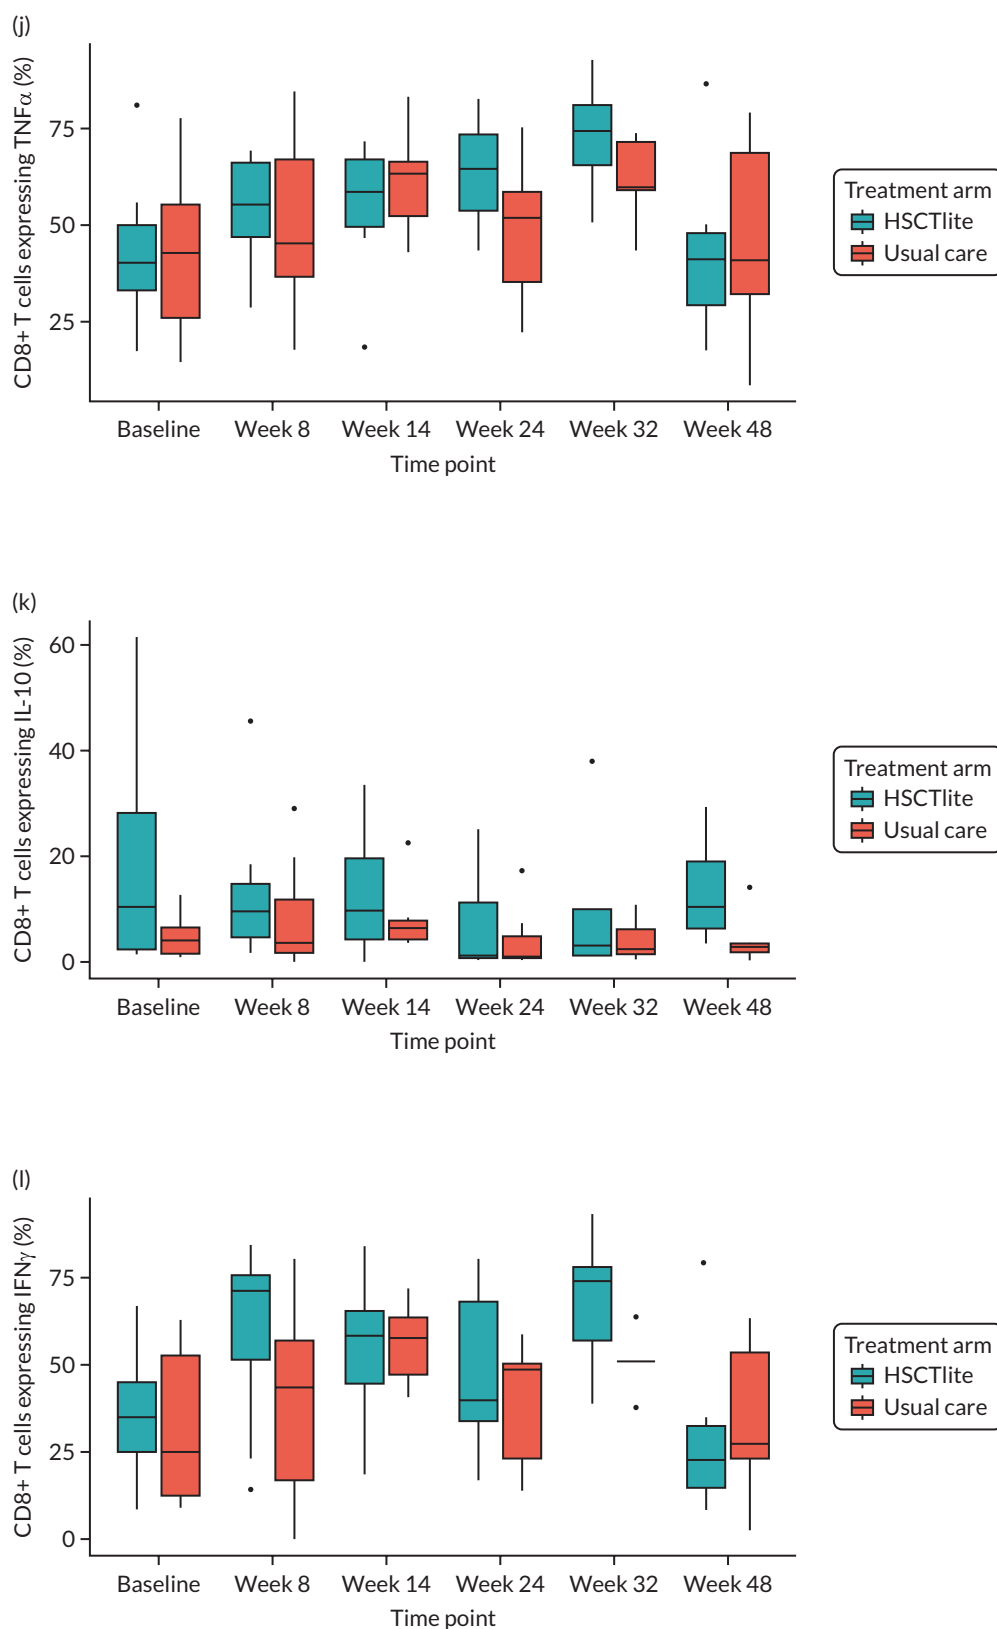 (j)
CD8+ T cells expressing TNFα (%)
75
50
25
Baseline Week 8 Week 14 Week 24 Week 32 Week 48
Time point
Treatment arm
HSCTlite
Usual care
(k)
CD8+ T cells expressing IL-10 (%)
60
40
20
0
Baseline Week 8 Week 14 Week 24 Week 32 Week 48
Time point
Treatment arm
HSCTlite
Usual care
(l)
CD8+ T cells expressing IFNγ (%)
75
50
25
0
Baseline Week 8 Week 14 Week 24 Week 32 Week 48
Time point
Treatment arm
HSCTlite
Usual care